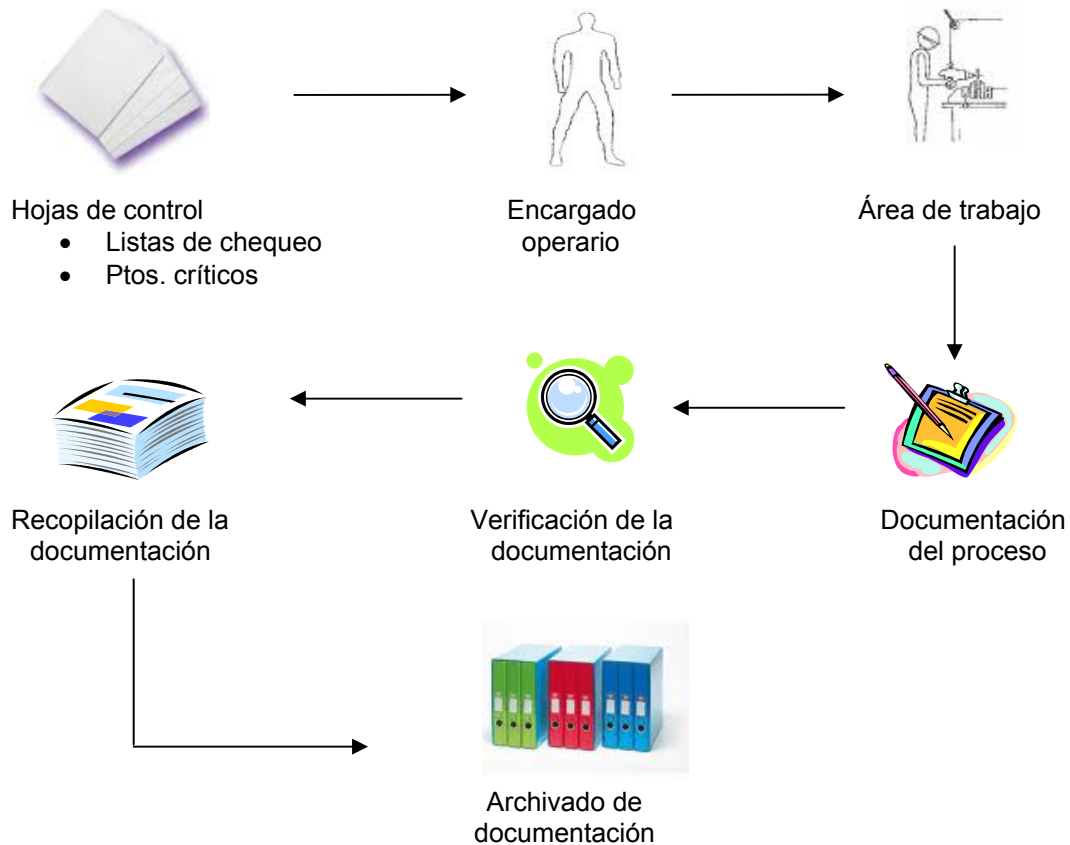 Hojas de control
• Listas de chequeo
• Ptos. críticos
Encargado
operario
Área de trabajo
Recopilación de la
documentación
Verificación de la
documentación
Documentación
del proceso
Archivado de
documentación